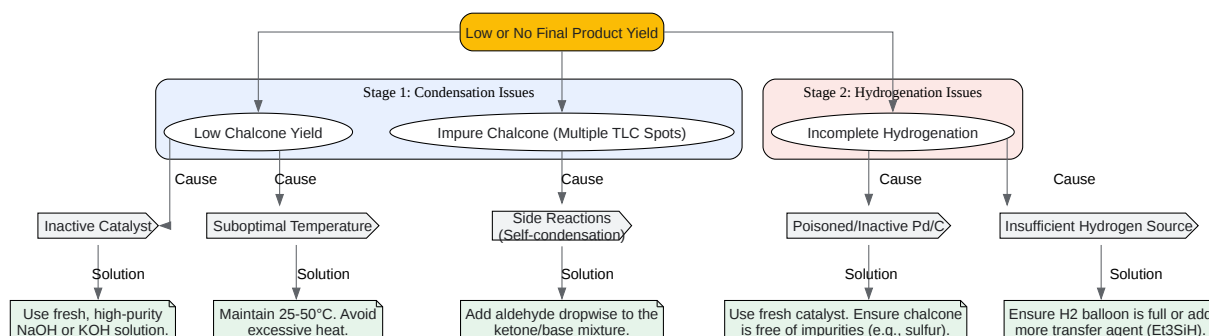 Low or No Final Product Yield
Stage 1: Condensation Issues
Stage 2: Hydrogenation Issues
Low Chalcone Yield
Impure Chalcone (Multiple TLC Spots)
Incomplete Hydrogenation
Cause
Cause
Cause
Cause
Cause
Inactive Catalyst
Suboptimal Temperature
Side Reactions
(Self-condensation)
Poisoned/Inactive Pd/C
Insufficient Hydrogen Source
Solution
Solution
Solution
Solution
Solution
Use fresh, high-purity
NaOH or KOH solution.
Maintain 25-50°C. Avoid
excessive heat.
Add aldehyde dropwise to the
ketone/base mixture.
Use fresh catalyst. Ensure chalcone
is free of impurities (e.g., sulfur).
Ensure H2 balloon is full or add
more transfer agent (Et3SiH).